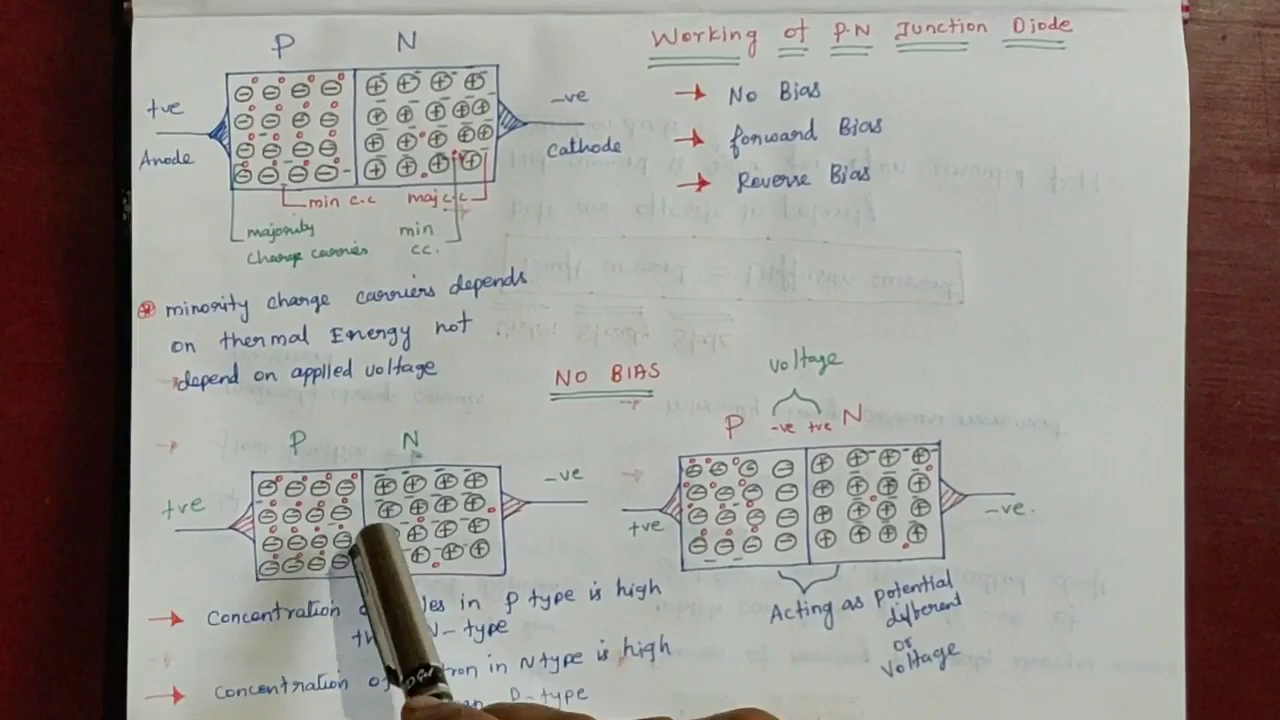 P N
Working of P-N Junction Diode
+ve
Anode
-ve
Cathode
→ No Bias
→ forward Bias
→ Reverse Bias
min c.c maj c.c
majority
charge carries
min
cc.
minority charge carriers depends
on thermal Energy not
depend on applied voltage
NO BIAS
voltage
P N
+ve
-ve
P -ve +ve N
+ve
-ve.
Acting as potential
different
or
voltage
→ Concentration in P type is high
N-type
→ Concentration of in N type is high
P-type